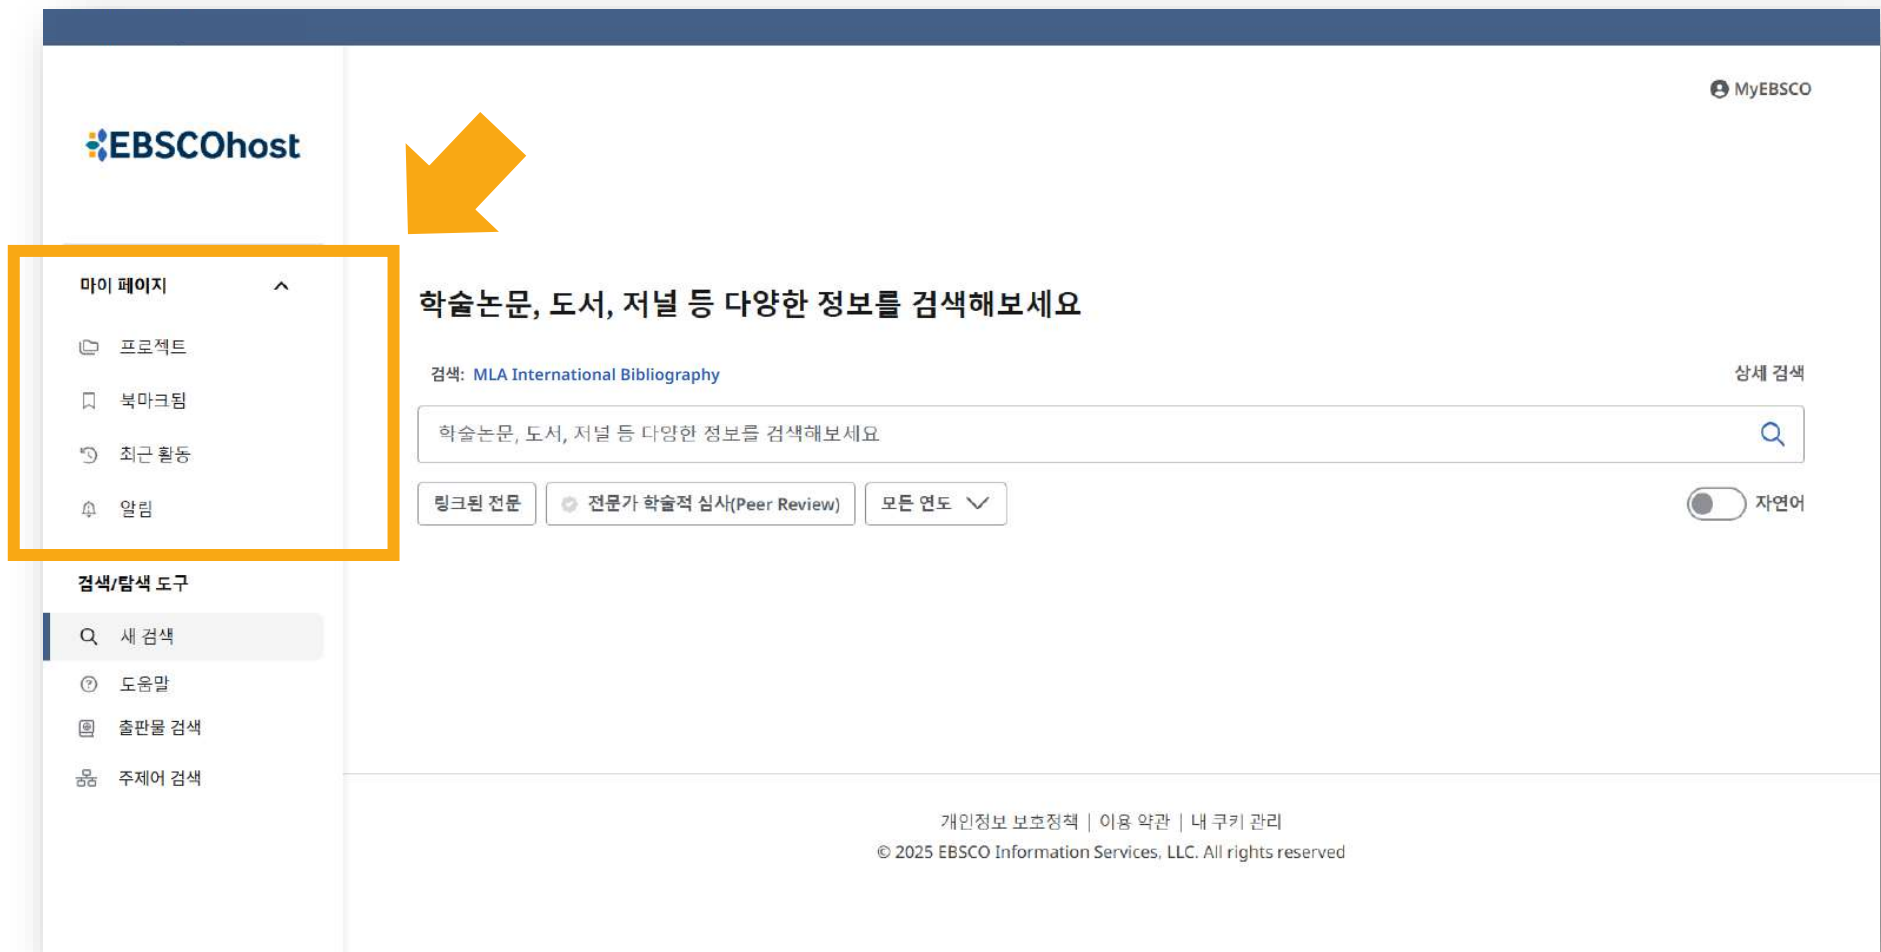 MyEBSCO
EBSCOhost
마이 페이지
프로젝트
북마크됨
최근 활동
알림
검색/탐색 도구
새 검색
도움말
출판물 검색
주제어 검색
학술논문, 도서, 저널 등 다양한 정보를 검색해보세요
검색: MLA International Bibliography
상세 검색
학술논문, 도서, 저널 등 다양한 정보를 검색해보세요
링크된 전문
전문가 학술적 심사(Peer Review)
모든 연도
자연어
개인정보 보호정책 | 이용 약관 | 내 쿠키 관리
© 2025 EBSCO Information Services, LLC. All rights reserved